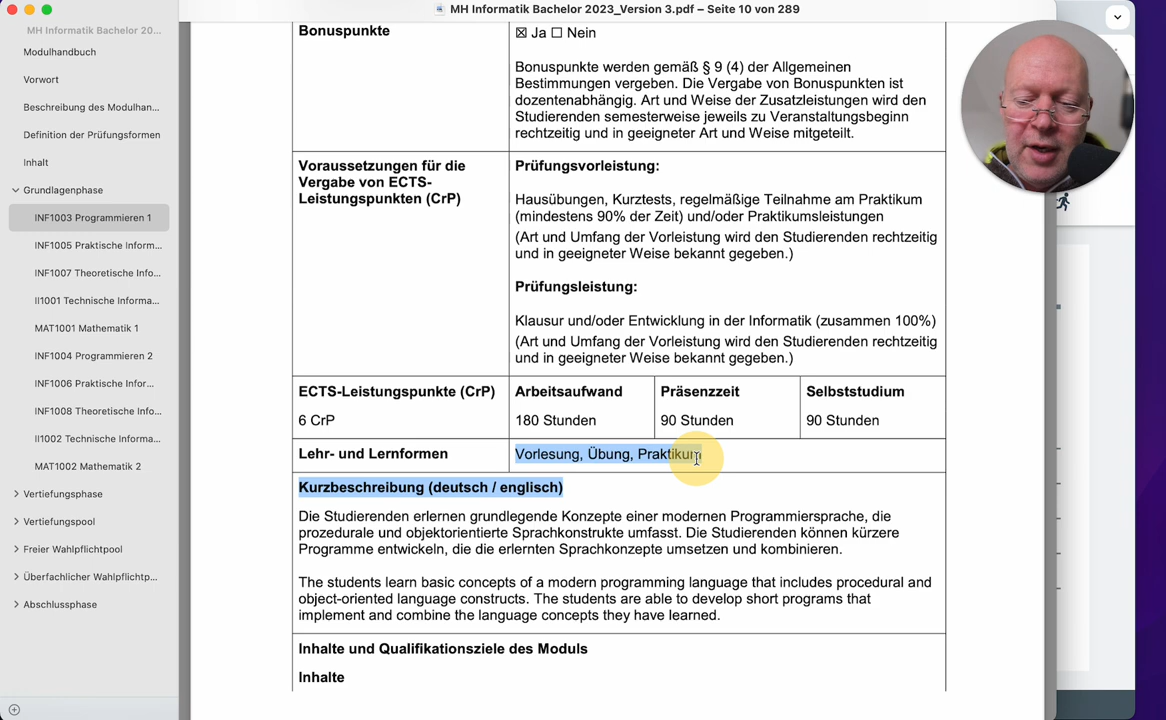 MH Informatik Bachelor 2023_Version 3.pdf – Seite 10 von 289
MH Informatik Bachelor 20...
Modulhandbuch
Vorwort
Beschreibung des Modulhan...
Definition der Prüfungsformen
Inhalt
Grundlagenphase
INF1003 Programmieren 1
INF1005 Praktische Inform...
INF1007 Theoretische Info...
II1001 Technische Informa...
MAT1001 Mathematik 1
INF1004 Programmieren 2
INF1006 Praktische Infor...
INF1008 Theoretische Info...
II1002 Technische Informa...
MAT1002 Mathematik 2
Vertiefungsphase
Vertiefungspool
Freier Wahlpflichtpool
Überfachlicher Wahlpflichtp...
Abschlussphase
Bonuspunkte
☒ Ja ☐ Nein
Bonuspunkte werden gemäß § 9 (4) der Allgemeinen
Bestimmungen vergeben. Die Vergabe von Bonuspunkten ist
dozentenabhängig. Art und Weise der Zusatzleistungen wird den
Studierenden semesterweise jeweils zu Veranstaltungsbeginn
rechtzeitig und in geeigneter Art und Weise mitgeteilt.
Voraussetzungen für die
Vergabe von ECTS-
Leistungspunkten (CrP)
Prüfungsvorleistung:
Hausübungen, Kurztests, regelmäßige Teilnahme am Praktikum
(mindestens 90% der Zeit) und/oder Praktikumsleistungen
(Art und Umfang der Vorleistung wird den Studierenden rechtzeitig
und in geeigneter Weise bekannt gegeben.)
Prüfungsleistung:
Klausur und/oder Entwicklung in der Informatik (zusammen 100%)
(Art und Umfang der Vorleistung wird den Studierenden rechtzeitig
und in geeigneter Weise bekannt gegeben.)
ECTS-Leistungspunkte (CrP) Arbeitsaufwand Präsenzzeit Selbststudium
6 CrP 180 Stunden 90 Stunden 90 Stunden
Lehr- und Lernformen Vorlesung, Übung, Praktikum
Kurzbeschreibung (deutsch / englisch)
Die Studierenden erlernen grundlegende Konzepte einer modernen Programmiersprache, die
prozedurale und objektorientierte Sprachkonstrukte umfasst. Die Studierenden können kürzere
Programme entwickeln, die die erlernten Sprachkonzepte umsetzen und kombinieren.
The students learn basic concepts of a modern programming language that includes procedural and
object-oriented language constructs. The students are able to develop short programs that
implement and combine the language concepts they have learned.
Inhalte und Qualifikationsziele des Moduls
Inhalte